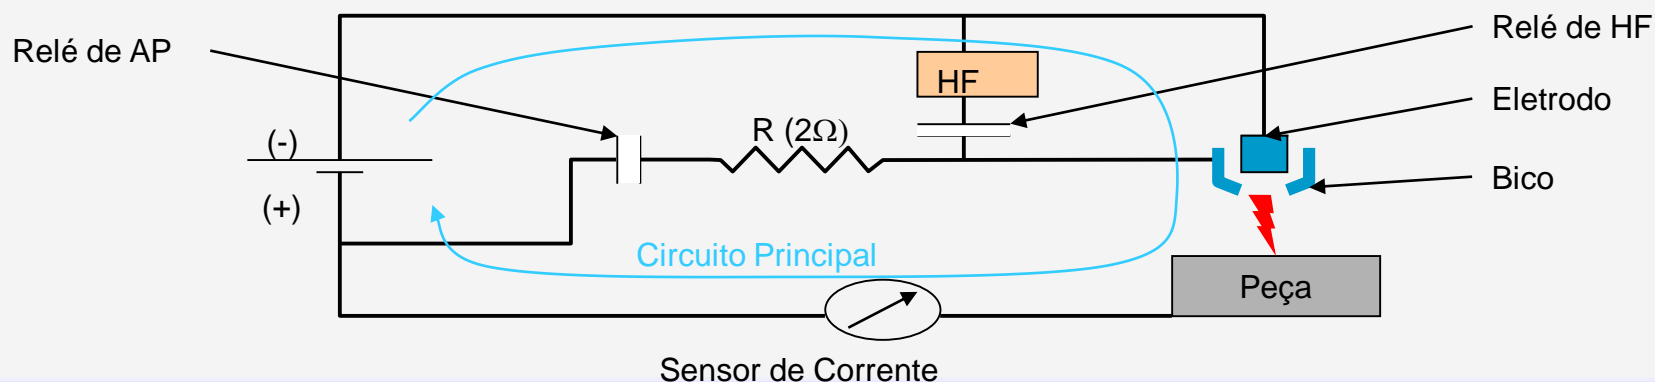 Relé de AP
Relé de HF
HF
Eletrodo
R (2Ω)
(-)
Bico
(+)
Circuito Principal
Peça
Sensor de Corrente